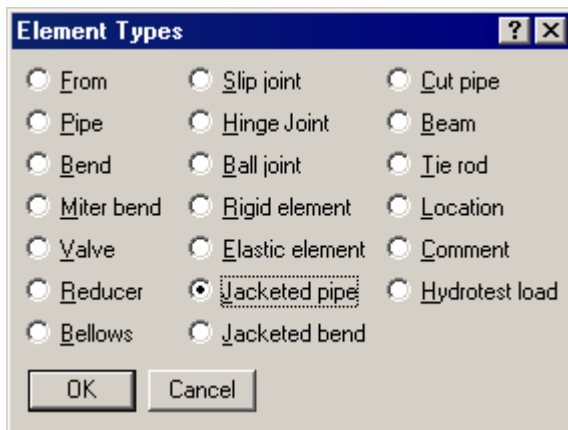 Element Types ? ×
From Slip joint Cut pipe
Pipe Hinge Joint Beam
Bend Ball joint Tie rod
Miter bend Rigid element Location
Valve Elastic element Comment
Reducer Jacketed pipe Hydrotest load
Bellows Jacketed bend
OK Cancel